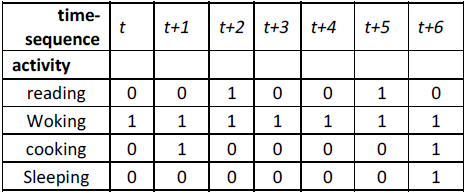 time-sequence t t+1 t+2 t+3 t+4 t+5 t+6
activity
reading 0 0 1 0 0 1 0
Woking 1 1 1 1 1 1 1
cooking 0 1 0 0 0 0 1
Sleeping 0 0 0 0 0 0 1